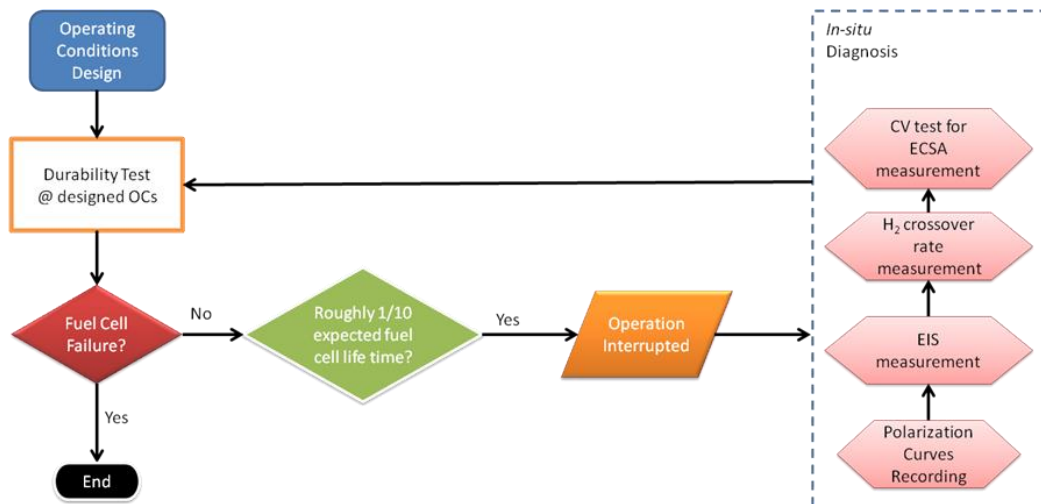 Operating
Conditions
Design
In-situ
Diagnosis
CV test for
ECSA
measurement
Durability Test
@ designed OCs
H₂ crossover
rate
measurement
Fuel Cell
Failure?
No
Roughly 1/10
expected fuel
cell life time?
Yes
Operation
Interrupted
EIS
measurement
Yes
Polarization
Curves
Recording
End